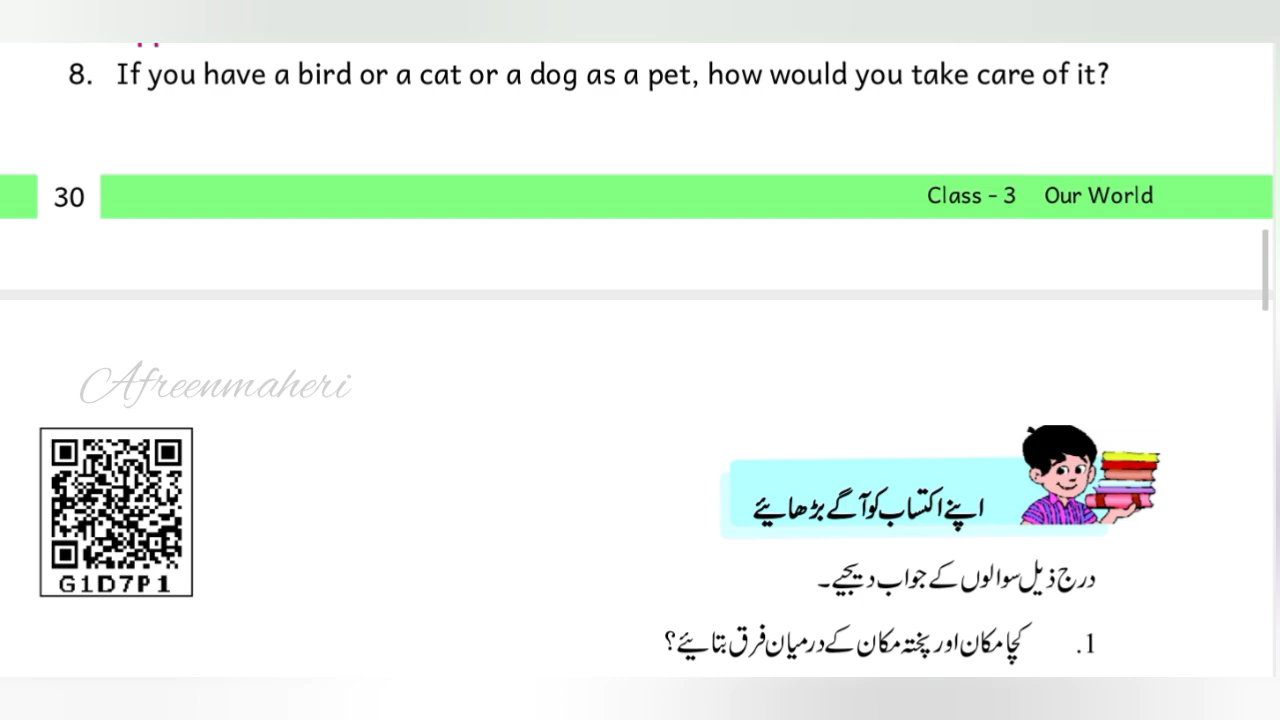 8. If you have a bird or a cat or a dog as a pet, how would you take care of it?
30 Class - 3 Our World
Afreenmaheri
G1D7P1
اپنے اکتساب کو آگے بڑھائیے
درج ذیل سوالوں کے جواب دیجیے۔
1. کچا مکان اور پختہ مکان کے درمیان فرق بتائیے؟